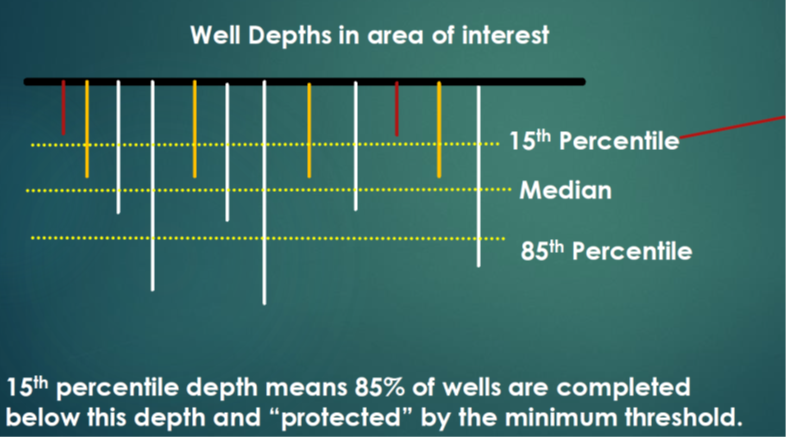 Well Depths in area of interest
15th Percentile
Median
85th Percentile
15th percentile depth means 85% of wells are completed
below this depth and “protected” by the minimum threshold.